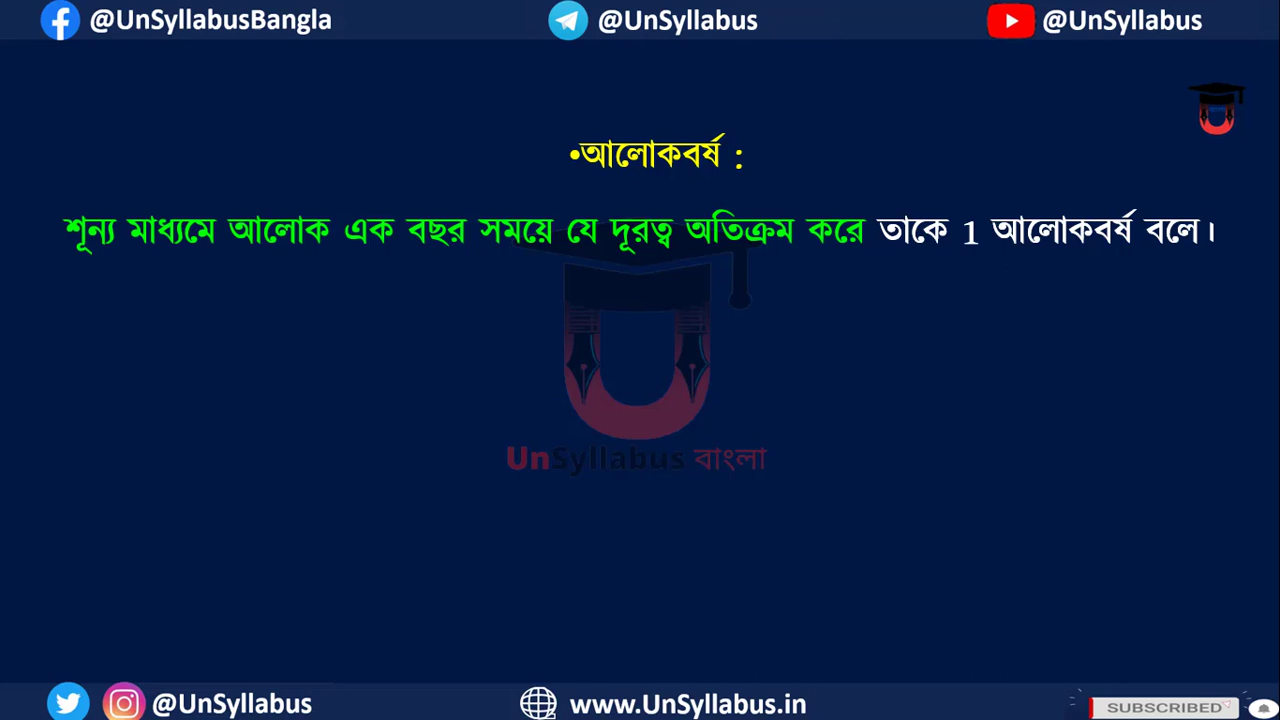 @UnSyllabusBangla
@UnSyllabus
@UnSyllabus
•আলোকবর্ষ :
শূন্য মাধ্যমে আলোক এক বছর সময়ে যে দূরত্ব অতিক্রম করে তাকে 1 আলোকবর্ষ বলে।
UnSyllabus বাংলা
@UnSyllabus
www.UnSyllabus.in
SUBSCRIBED